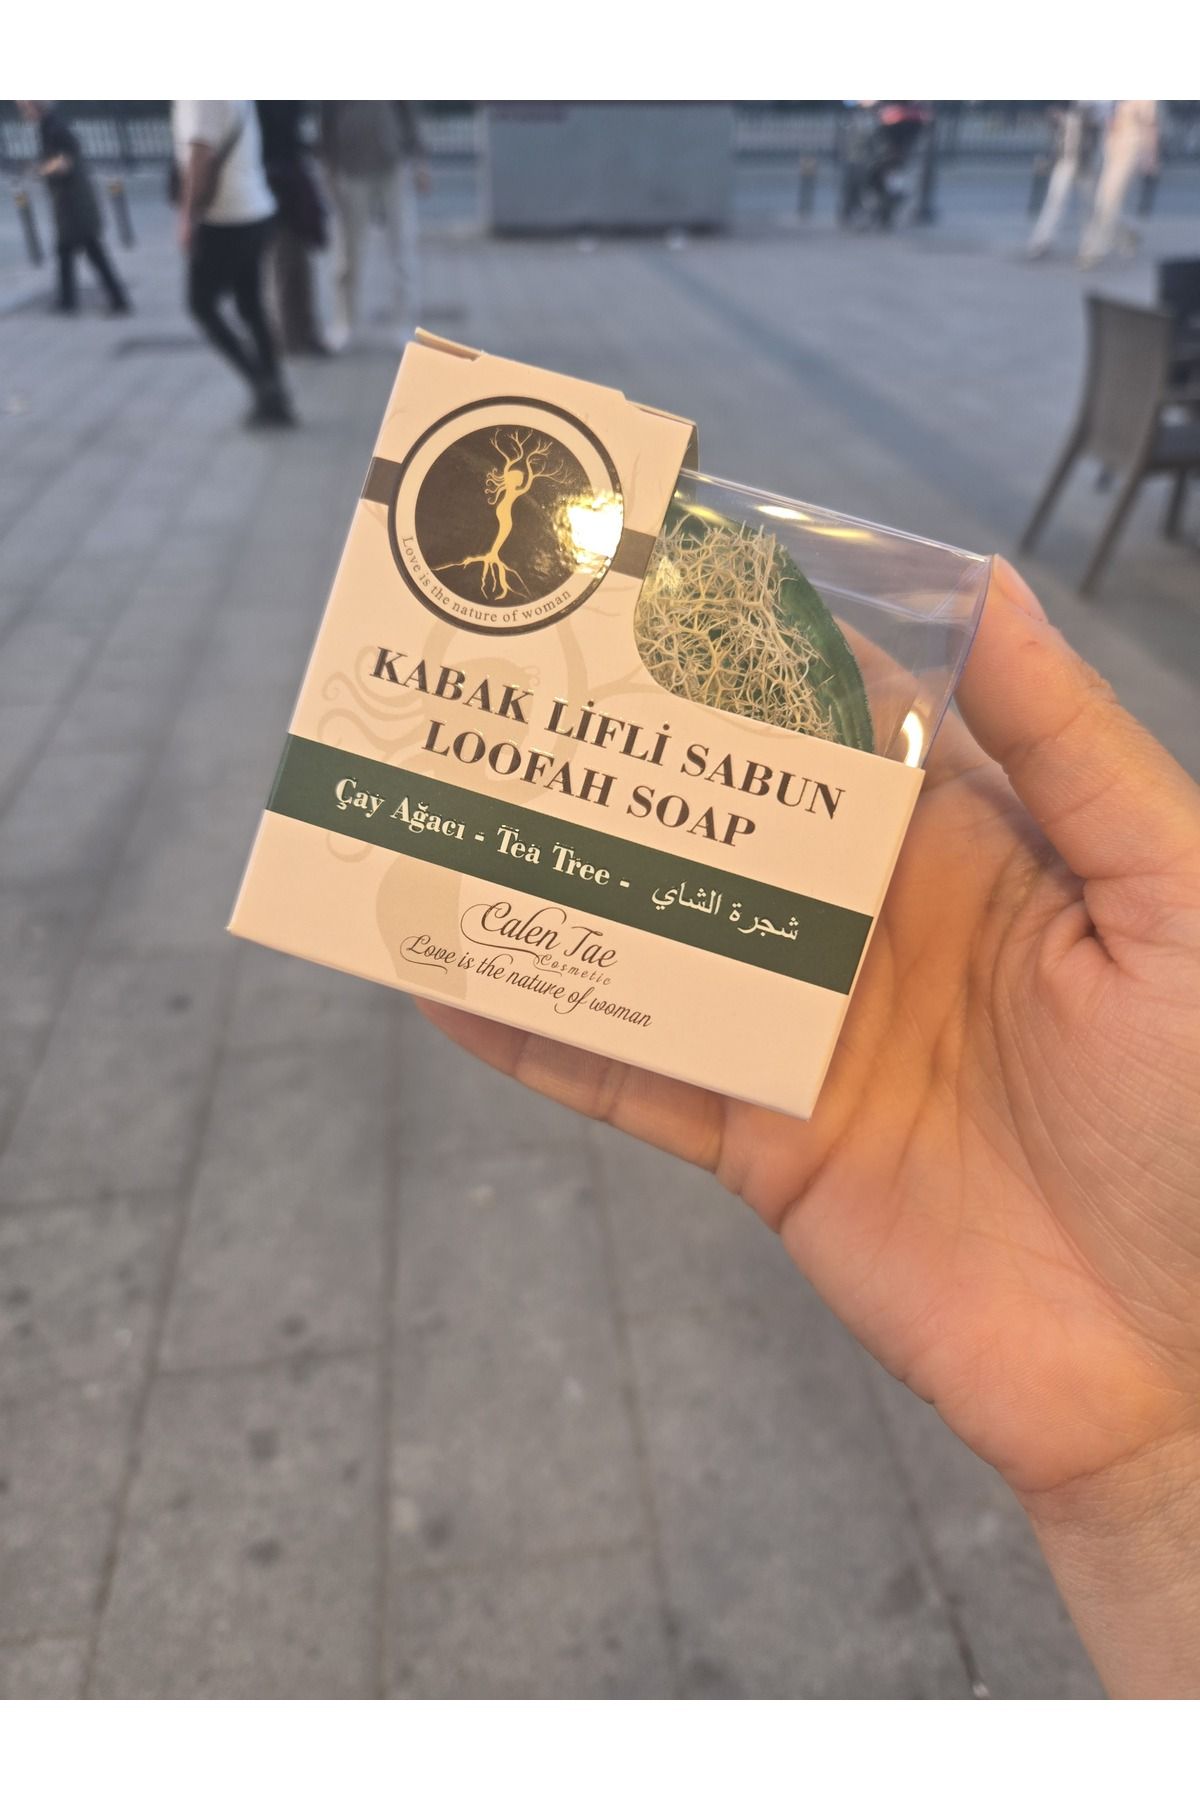 Love is the nature of woman
KABAK LİFLİ SABUN
LOOFAH SOAP
Çay Ağacı - Tea Tree - شجرة الشاي
Calen Tae
Cosmetic
Love is the nature of woman